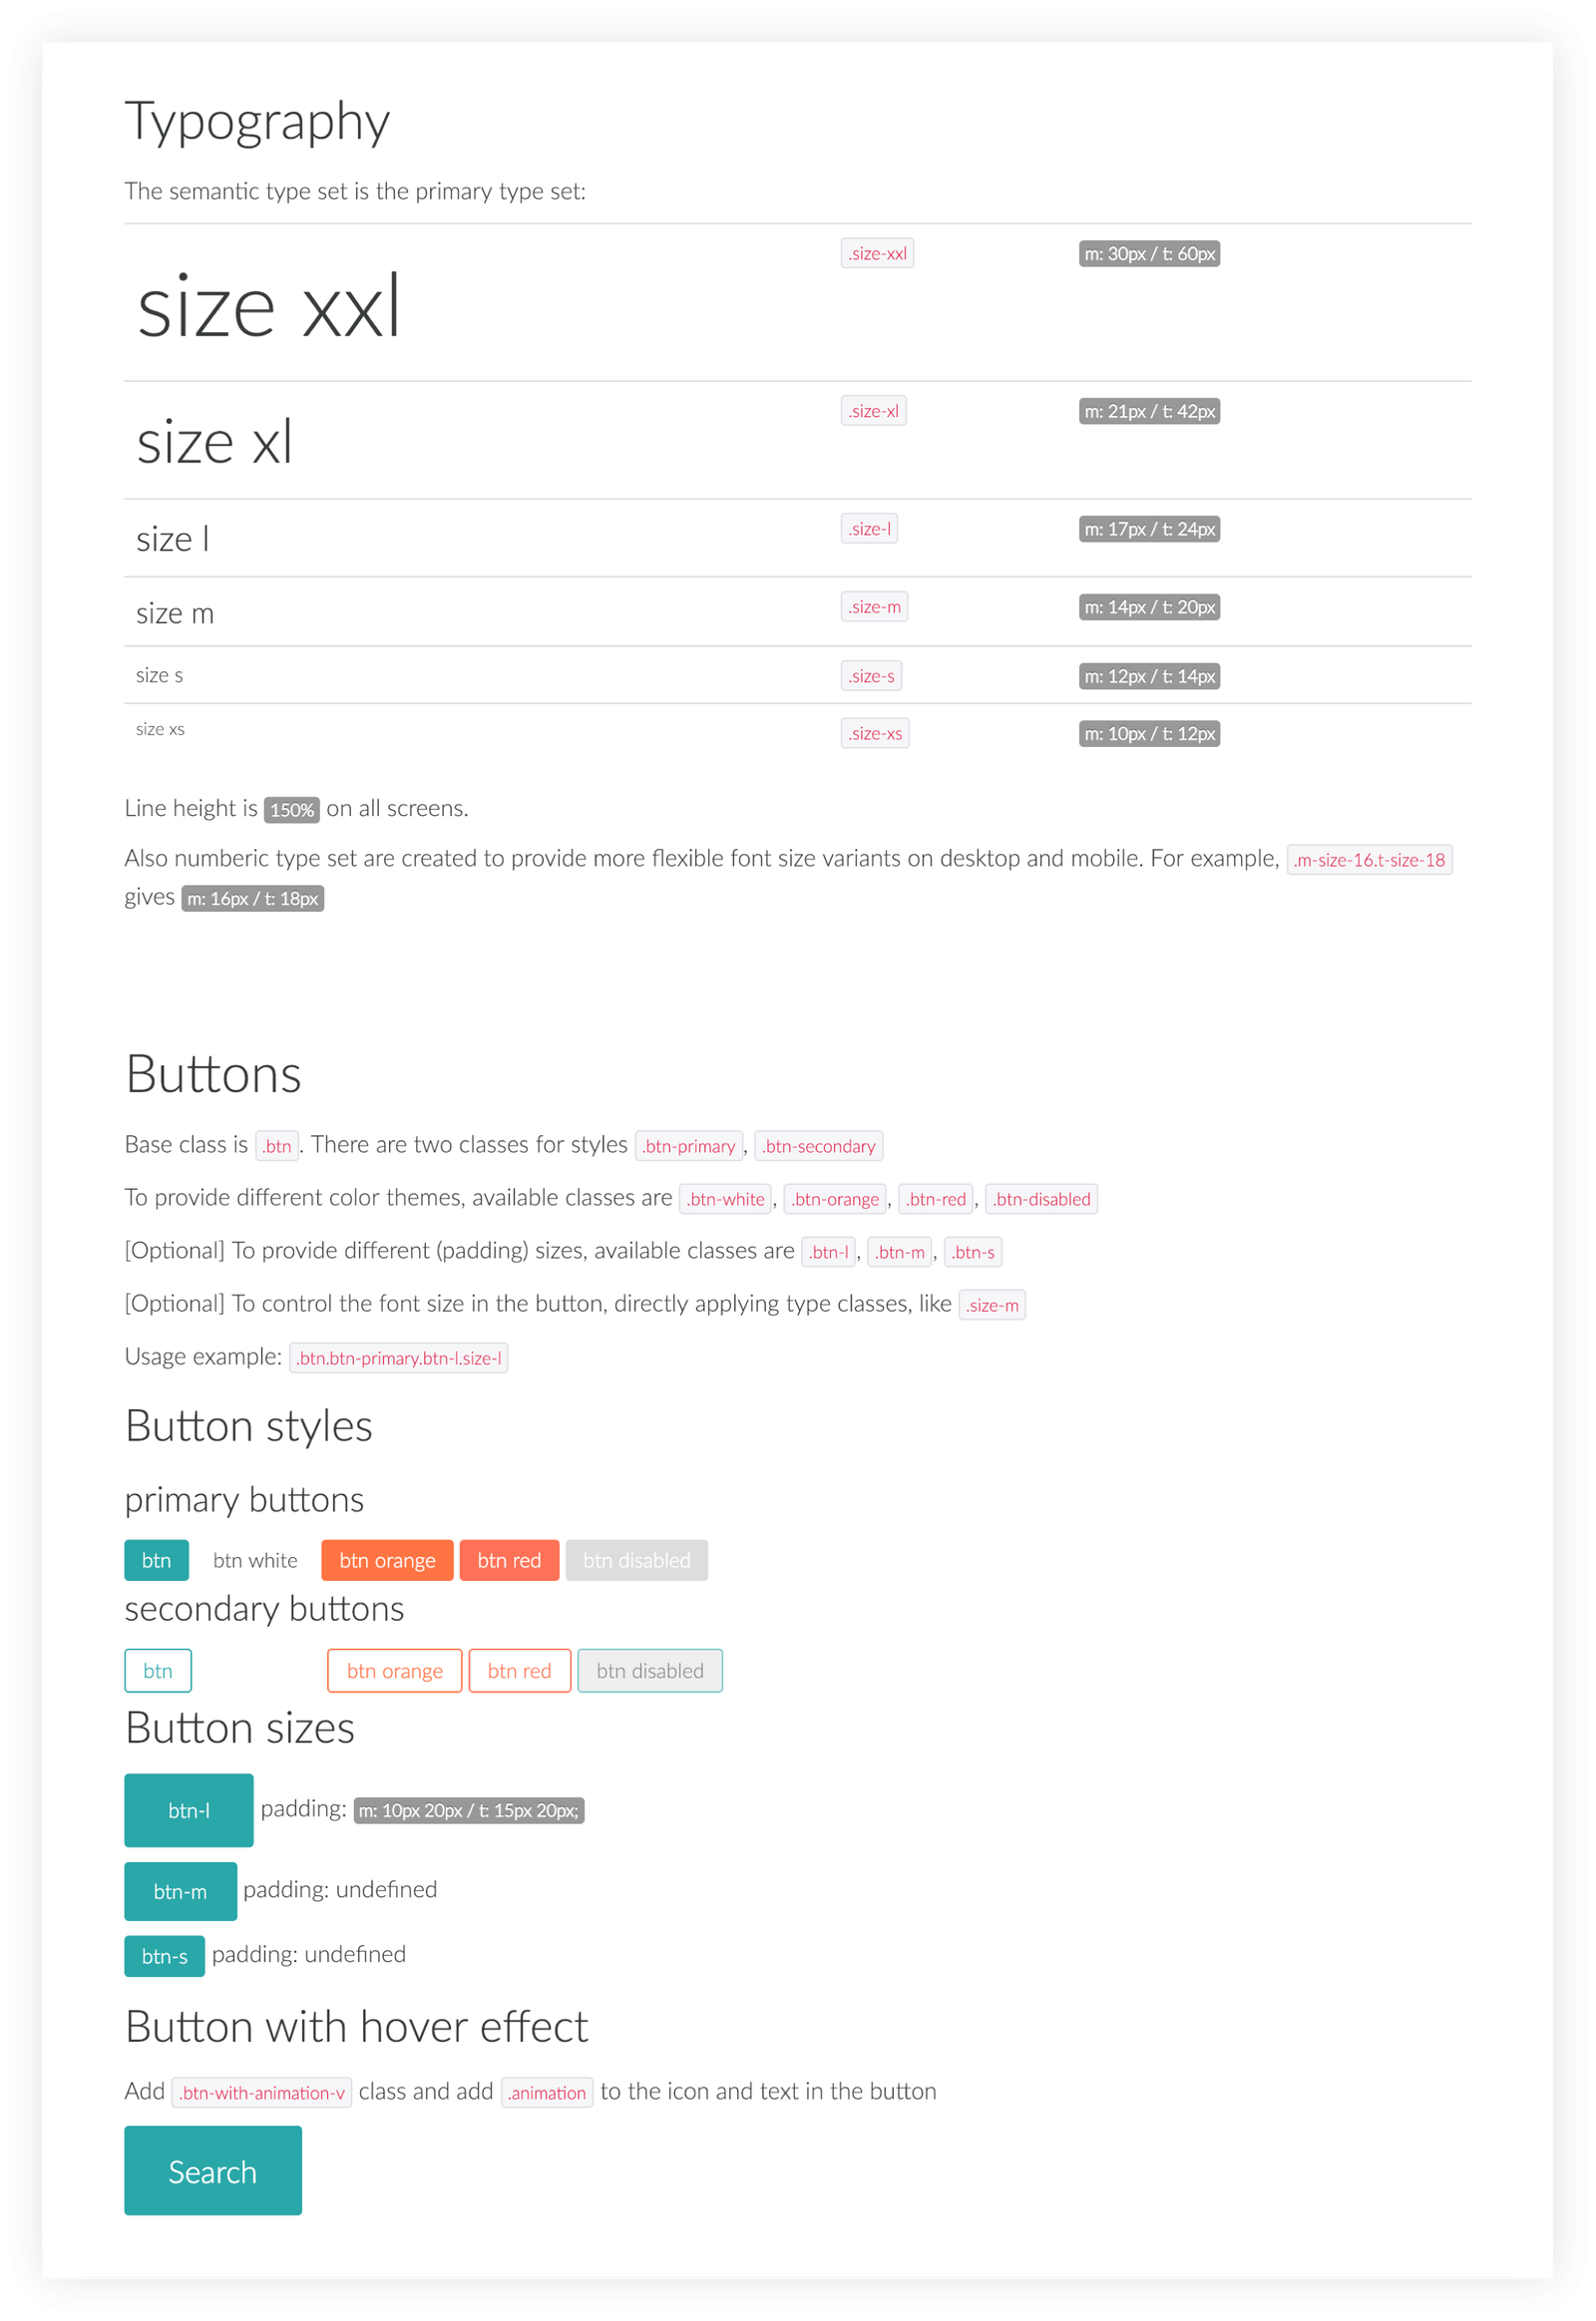 Typography
The semantic type set is the primary type set:
size xxl .size-xxl m: 30px / t: 60px
size xl .size-xl m: 21px / t: 42px
size l .size-l m: 17px / t: 24px
size m .size-m m: 14px / t: 20px
size s .size-s m: 12px / t: 14px
size xs .size-xs m: 10px / t: 12px
Line height is 150% on all screens.
Also numberic type set are created to provide more flexible font size variants on desktop and mobile. For example, .m-size-16.t-size-18
gives m: 16px / t: 18px
Buttons
Base class is .btn. There are two classes for styles .btn-primary, .btn-secondary
To provide different color themes, available classes are .btn-white, .btn-orange, .btn-red, .btn-disabled
[Optional] To provide different (padding) sizes, available classes are .btn-l, .btn-m, .btn-s
[Optional] To control the font size in the button, directly applying type classes, like .size-m
Usage example: .btn.btn-primary.btn-l.size-l
Button styles
primary buttons
btn btn white btn orange btn red btn disabled
secondary buttons
btn btn orange btn red btn disabled
Button sizes
btn-l padding: m: 10px 20px / t: 15px 20px;
btn-m padding: undefined
btn-s padding: undefined
Button with hover effect
Add .btn-with-animation-v class and add .animation to the icon and text in the button
Search